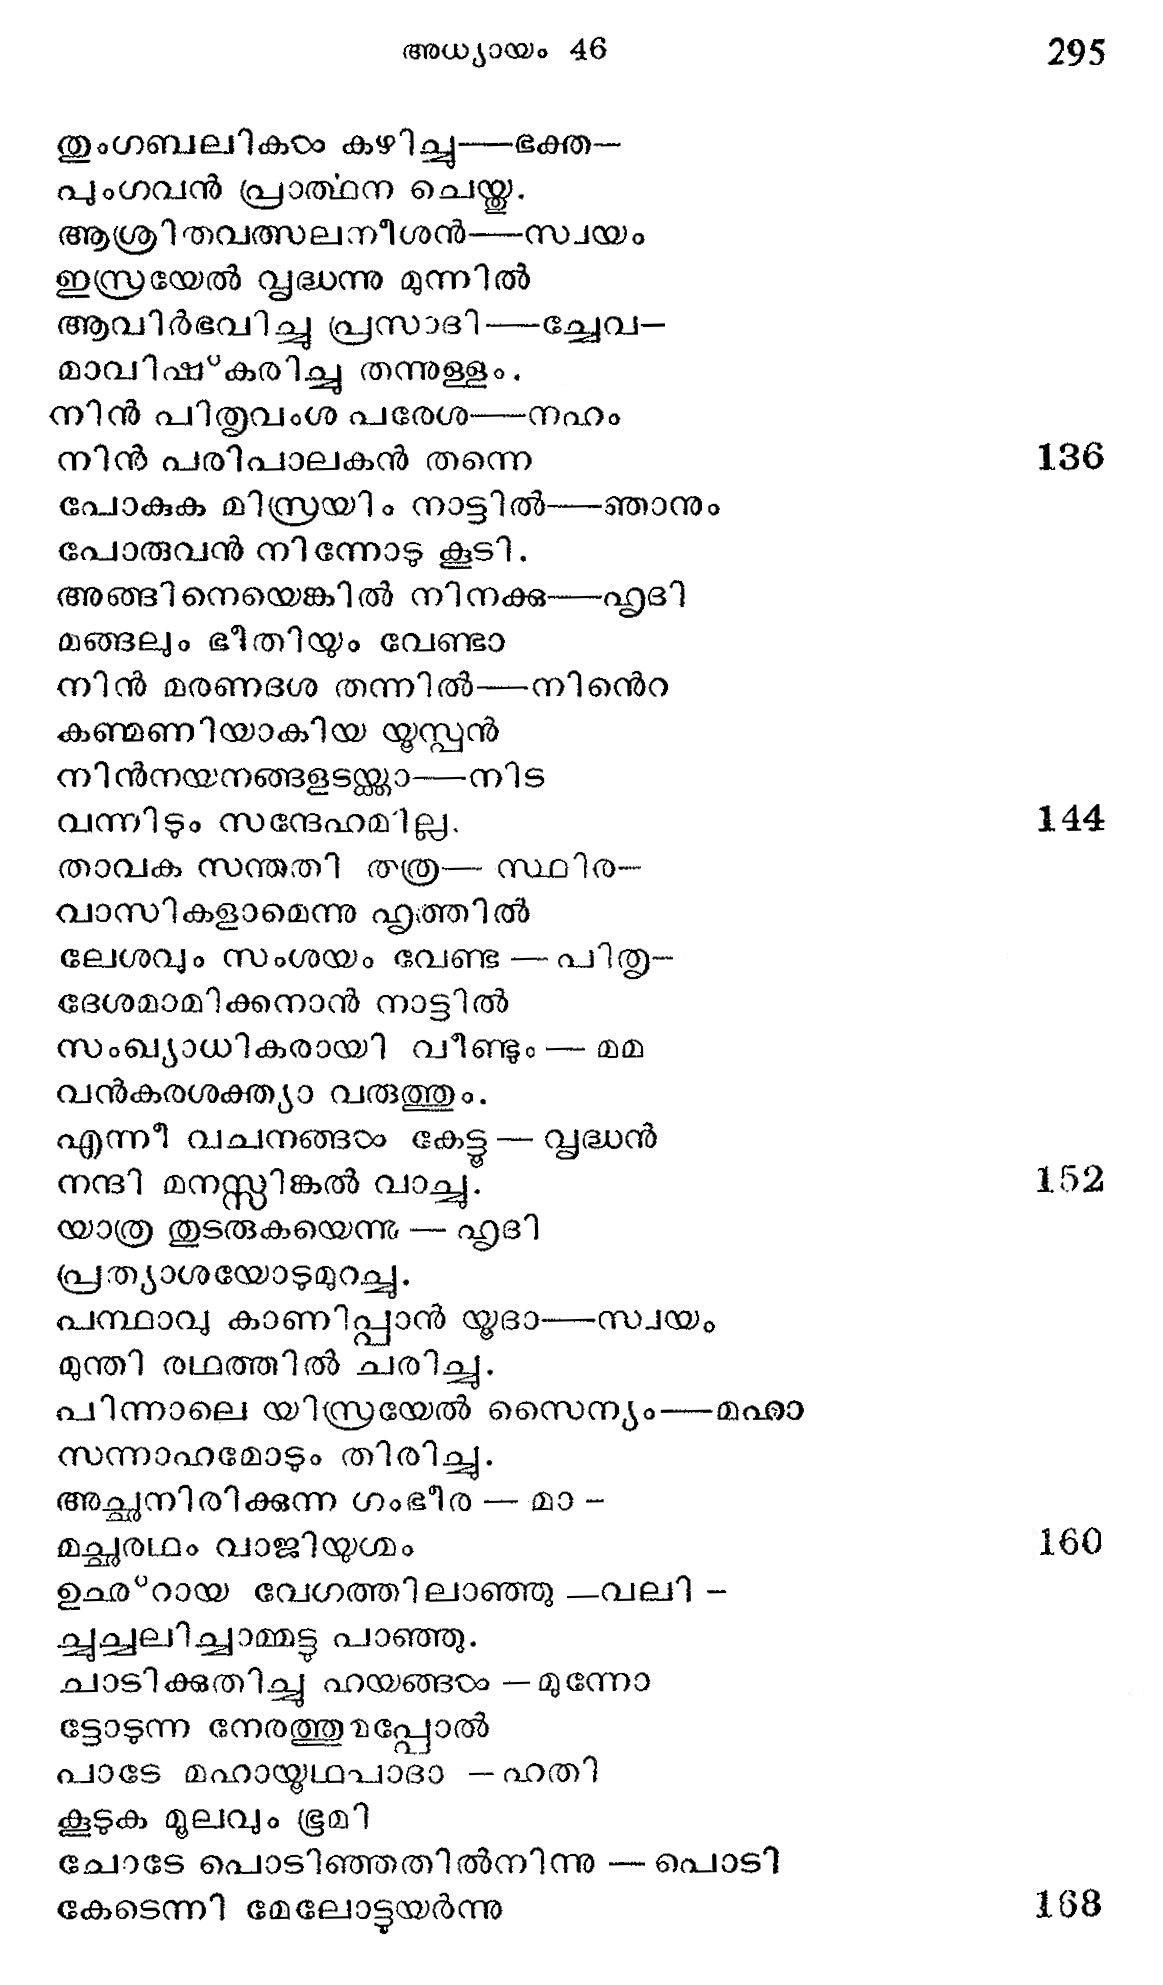 അധ്യായം 46 295
തുംഗബലികൾ കഴിച്ചു——ഭക്ത–
പുംഗവൻ പ്രാർത്ഥന ചെയ്തു.
ആശ്രിതവത്സലനീശൻ——സ്വയം
ഇസ്രയേൽ വൃദ്ധന്നു മുന്നിൽ
ആവിർഭവിച്ചു പ്രസാദി——ച്ചേവ–
മാവിഷ്കരിച്ചു തന്നുള്ളം.
നിൻ പിതൃവംശ പരേശ——നഹം
നിൻ പരിപാലകൻ തന്നെ 136
പോകുക മിസ്രയിം നാട്ടിൽ——ഞാനും
പോരുവൻ നിന്നോടു കൂടി.
അങ്ങിനെയെങ്കിൽ നിനക്കു——ഹൃദി
മങ്ങലും ഭീതിയും വേണ്ടാ
നിൻ മരണദശ തന്നിൽ——നിന്റെ
കണ്മണിയാകിയ യൂസ്പൻ
നിൻനയനങ്ങളടയ്ക്കാ——നിട
വന്നിടും സന്ദേഹമില്ല.
144
താവക സന്തതി തത്ര— സ്ഥിര–
വാസികളാമെന്നു ഹൃത്തിൽ
ലേശവും സംശയം വേണ്ട — പിതൃ–
ദേശമാമിക്കനാൻ നാട്ടിൽ
സംഖ്യാധികരായി വീണ്ടും — മമ
വൻകരശക്ത്യാ വരുത്തും.
എന്നീ വചനങ്ങൾ കേട്ടൂ — വൃദ്ധൻ
നന്ദി മനസ്സിങ്കൽ വാച്ചു. 152
യാത്ര തുടരുകയെന്നു — ഹൃദി
പ്രത്യാശയോടുമുറച്ചു.
പന്ഥാവു കാണിപ്പാൻ യൂദാ——സ്വയം
മുന്തി രഥത്തിൽ ചരിച്ചു.
പിന്നാലെ യിസ്രയേൽ സൈന്യം——മഹാ
സന്നാഹമോടും തിരിച്ചു.
അച്ഛനിരിക്കുന്ന ഗംഭീര — മാ –
മച്ഛരഥം വാജിയുഗ്മം 160
ഉഛറായ വേഗത്തിലാഞ്ഞു —വലി –
ച്ചുച്ചലിച്ചാമ്മട്ടു പാഞ്ഞു.
ചാടിക്കുതിച്ചു ഹയങ്ങൾ — മുന്നോ
ട്ടോടുന്ന നേരത്തുമപ്പോൽ
പാടേ മഹായൂഥപാദാ — ഹതി
കൂടുക മൂലവും ഭൂമി
ചോടേ പൊടിഞ്ഞതിൽനിന്നു — പൊടി
കേടെന്നി മേലോട്ടുയർന്നു 168